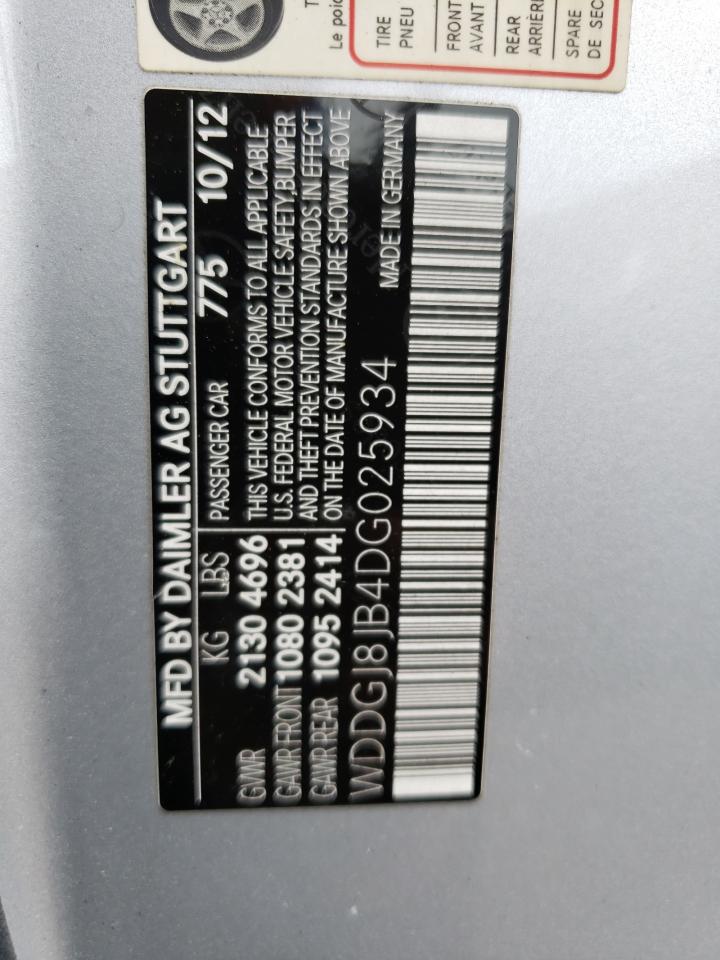 T
Le poid
TIRE
PNEU
FRONT
AVANT
REAR
ARRIÈRE
SPARE
DE SEC
MFD BY DAIMLER AG STUTTGART
KG LBS PASSENGER CAR 775 10/12
GVWR 2130 4696
GAWR FRONT 1080 2381
GAWR REAR 1095 2414
THIS VEHICLE CONFORMS TO ALL APPLICABLE
U.S. FEDERAL MOTOR VEHICLE SAFETY,BUMPER
AND THEFT PREVENTION STANDARDS IN EFFECT
ON THE DATE OF MANUFACTURE SHOWN ABOVE
WDDGJ8JB4DG025934 MADE IN GERMANY